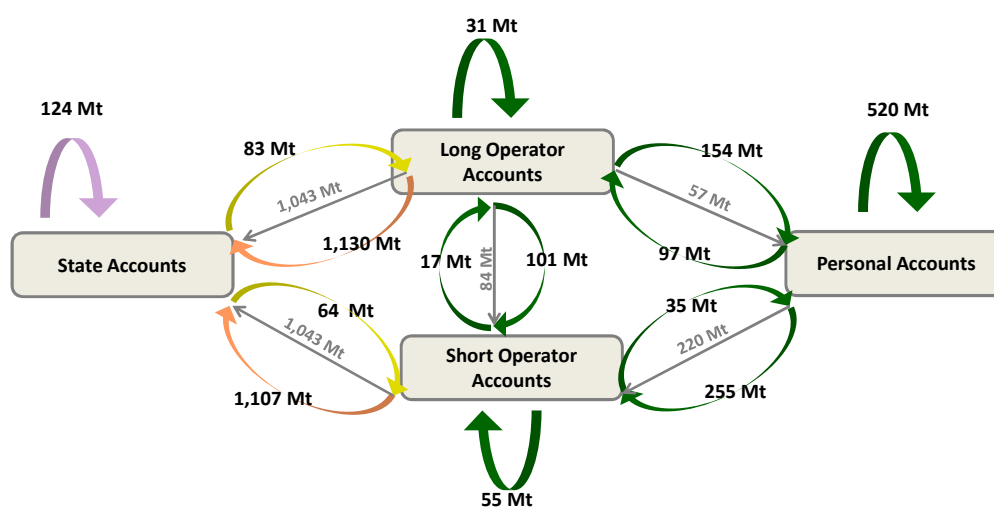 31 Mt
124 Mt
520 Mt
83 Mt
Long Operator
Accounts
154 Mt
1,043 Mt
57 Mt
1,130 Mt
97 Mt
State Accounts
17 Mt
84 Mt
101 Mt
Personal Accounts
64 Mt
35 Mt
1,043 Mt
220 Mt
Short Operator
Accounts
1,107 Mt
255 Mt
55 Mt